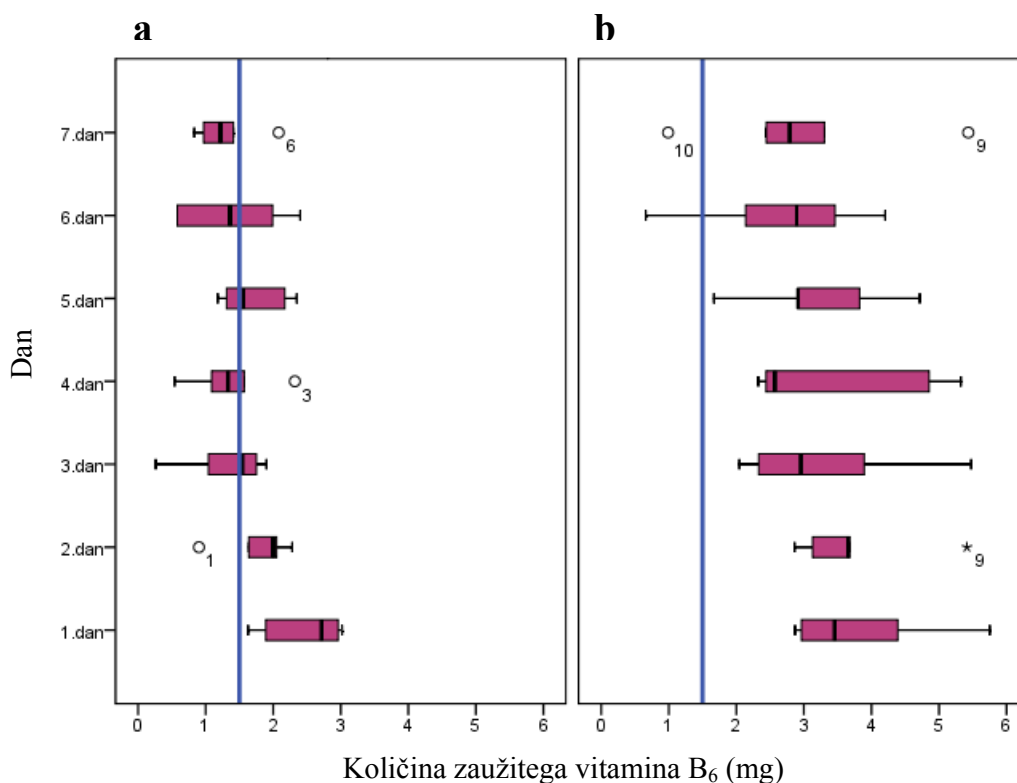 a
b
7.dan
6.dan
5.dan
4.dan
3.dan
2.dan
1.dan
Dan
6
3
1
10
9
9
0 1 2 3 4 5 6
0 1 2 3 4 5 6
Količina zaužitega vitamina B₆ (mg)